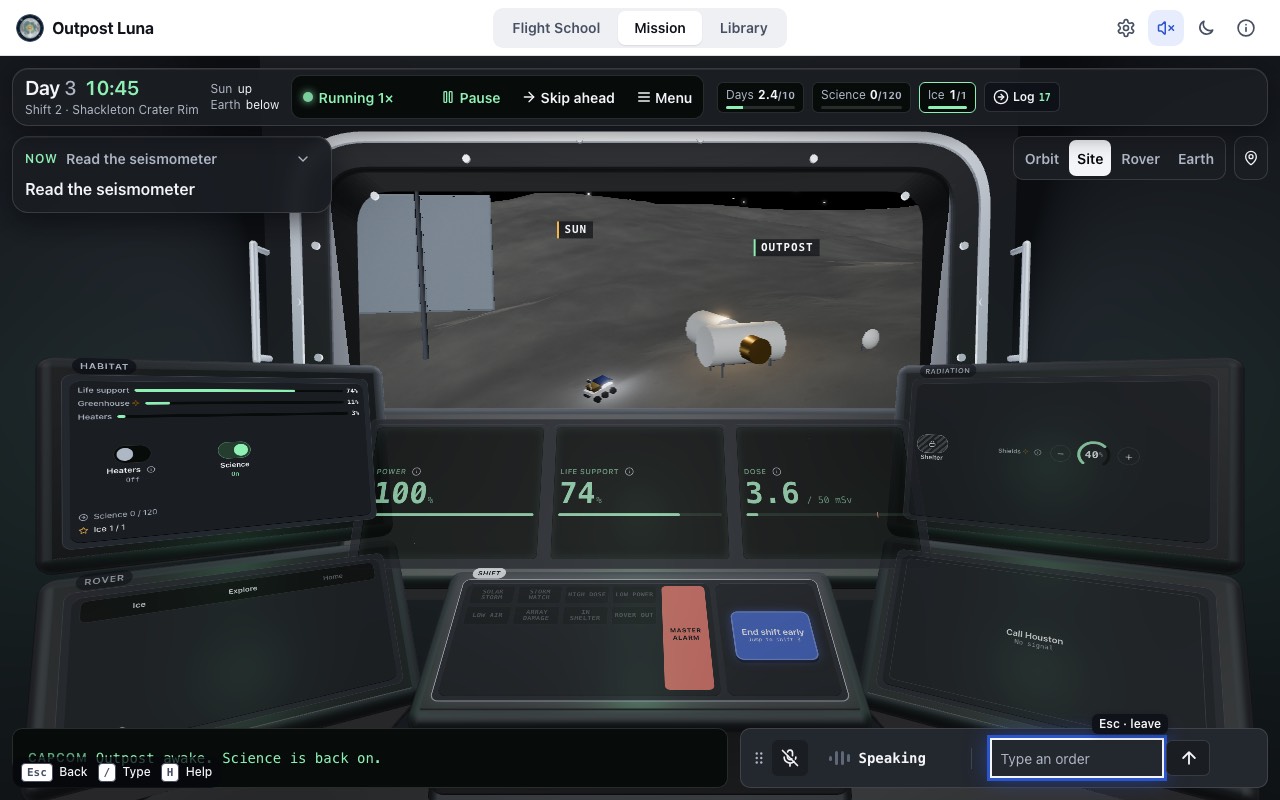 Outpost Luna
Flight School
Mission
Library
Day 3 10:45
Shift 2 · Shackleton Crater Rim
Sun up
Earth below
Running 1×
Pause
Skip ahead
Menu
Days 2.4/10
Science 0/120
Ice 1/1
Log 17
NOW Read the seismometer
Read the seismometer
Orbit
Site
Rover
Earth
SUN
OUTPOST
HABITAT
Life support 74%
Greenhouse 11%
Heaters 3%
Heaters
Off
Science
On
Science 0 / 120
Ice 1 / 1
RADIATION
Shelter
Shields
− 40% +
POWER
100%
LIFE SUPPORT
74%
DOSE
3.6 / 50 mSv
ROVER
Ice
Explore
Home
SHIFT
SOLAR STORM
STORM WATCH
HIGH DOSE
LOW POWER
LOW AIR
ARRAY DAMAGE
IN SHELTER
ROVER OUT
MASTER ALARM
End shift early
Call Houston
No signal
Esc · leave
CAPCOM Outpost awake. Science is back on.
Esc Back / Type H Help
Speaking
Type an order